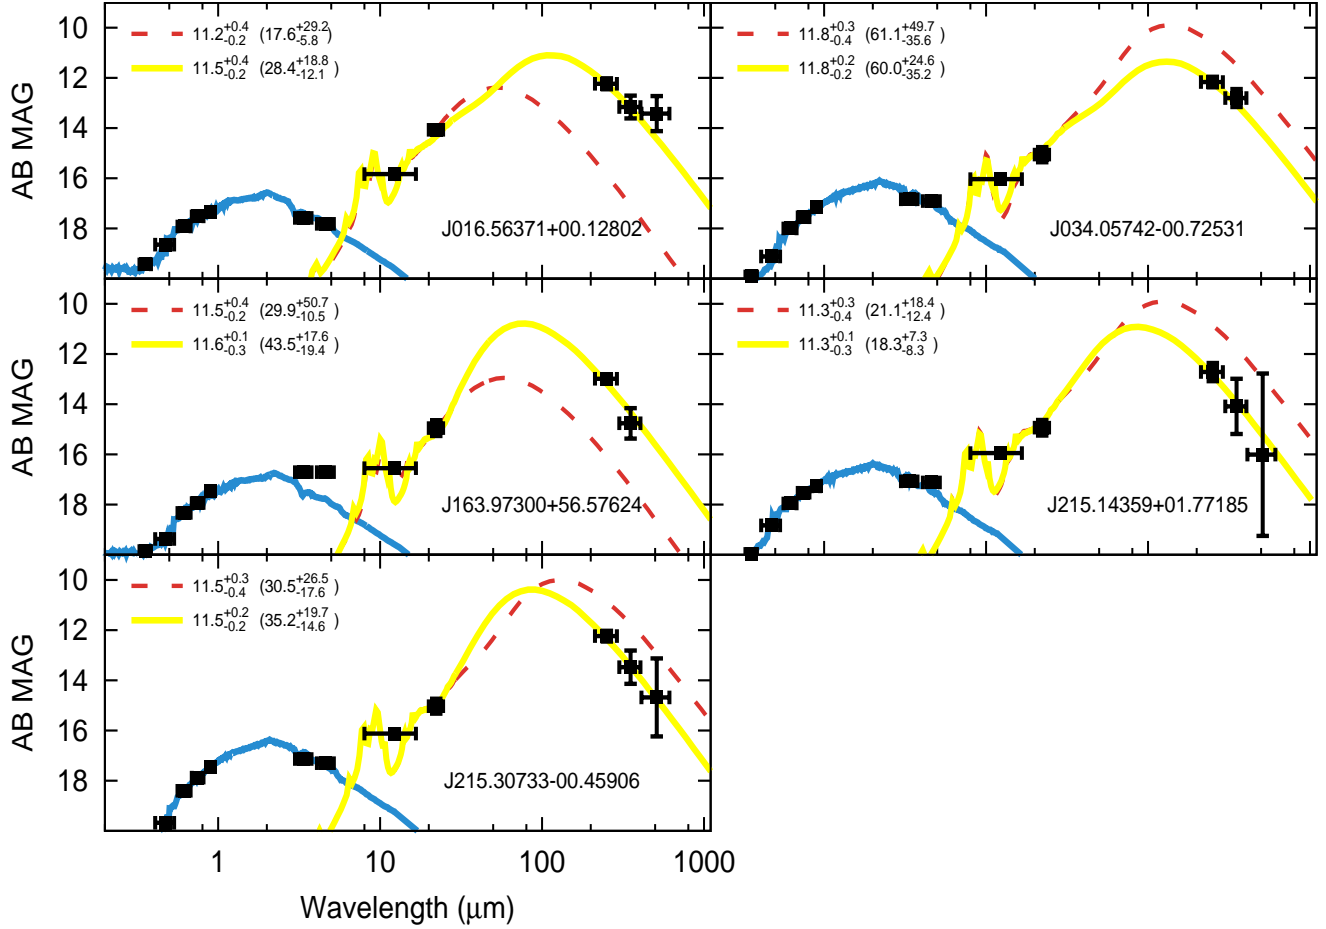 10
12
14
16
18
AB MAG
11.2+0.4-0.2 (17.6+29.2-5.8)
11.5+0.4-0.2 (28.4+18.8-12.1)
J016.56371+00.12802
11.8+0.3-0.4 (61.1+49.7-35.6)
11.8+0.2-0.2 (60.0+24.6-35.2)
J034.05742-00.72531
10
12
14
16
18
AB MAG
11.5+0.4-0.2 (29.9+50.7-10.5)
11.6+0.1-0.3 (43.5+17.6-19.4)
J163.97300+56.57624
11.3+0.3-0.4 (21.1+18.4-12.4)
11.3+0.1-0.3 (18.3+7.3-8.3)
J215.14359+01.77185
10
12
14
16
18
AB MAG
11.5+0.3-0.4 (30.5+26.5-17.6)
11.5+0.2-0.2 (35.2+19.7-14.6)
J215.30733-00.45906
1 10 100 1000
Wavelength (μm)